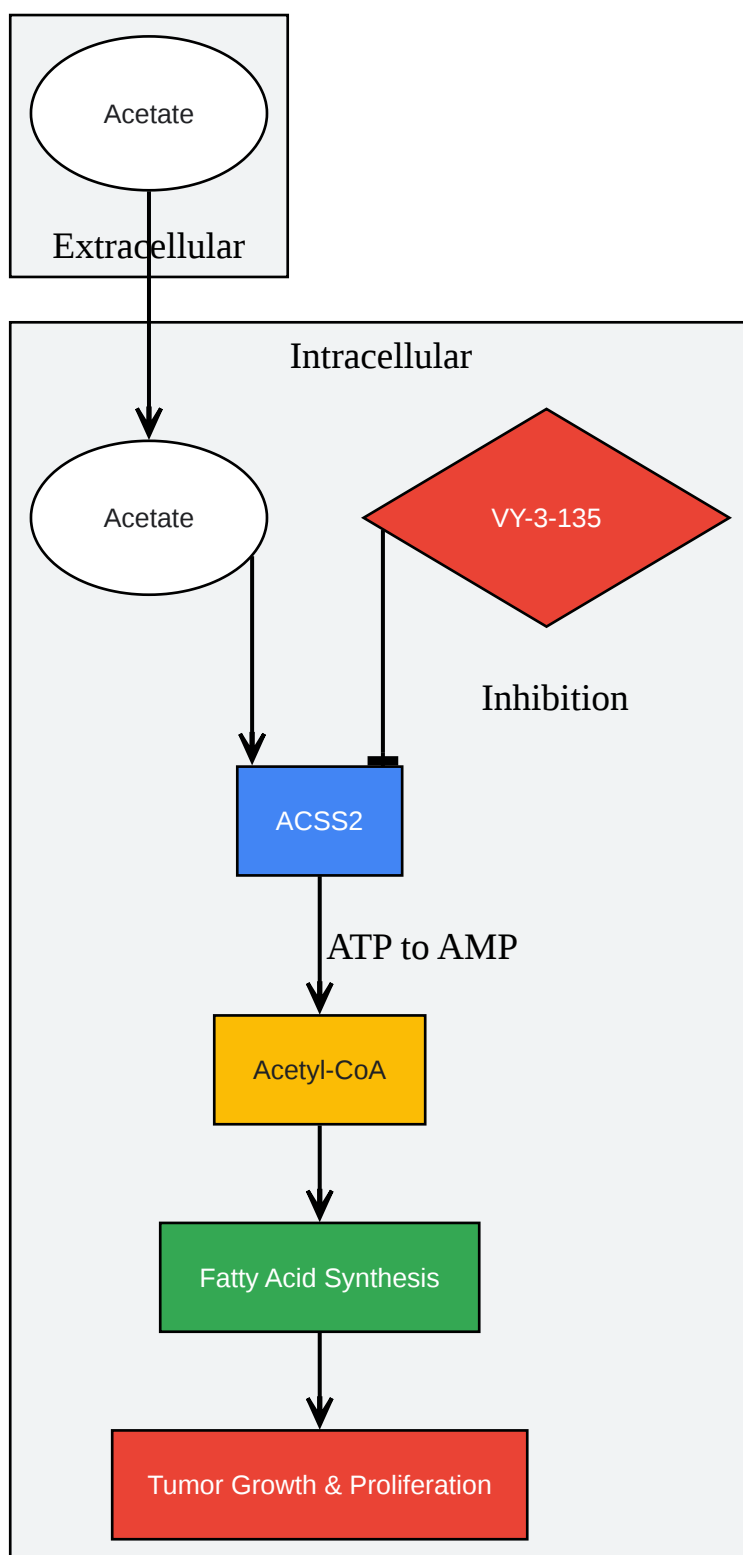 Acetate
Extracellular
Intracellular
Acetate
VY-3-135
Inhibition
ACSS2
ATP to AMP
Acetyl-CoA
Fatty Acid Synthesis
Tumor Growth & Proliferation